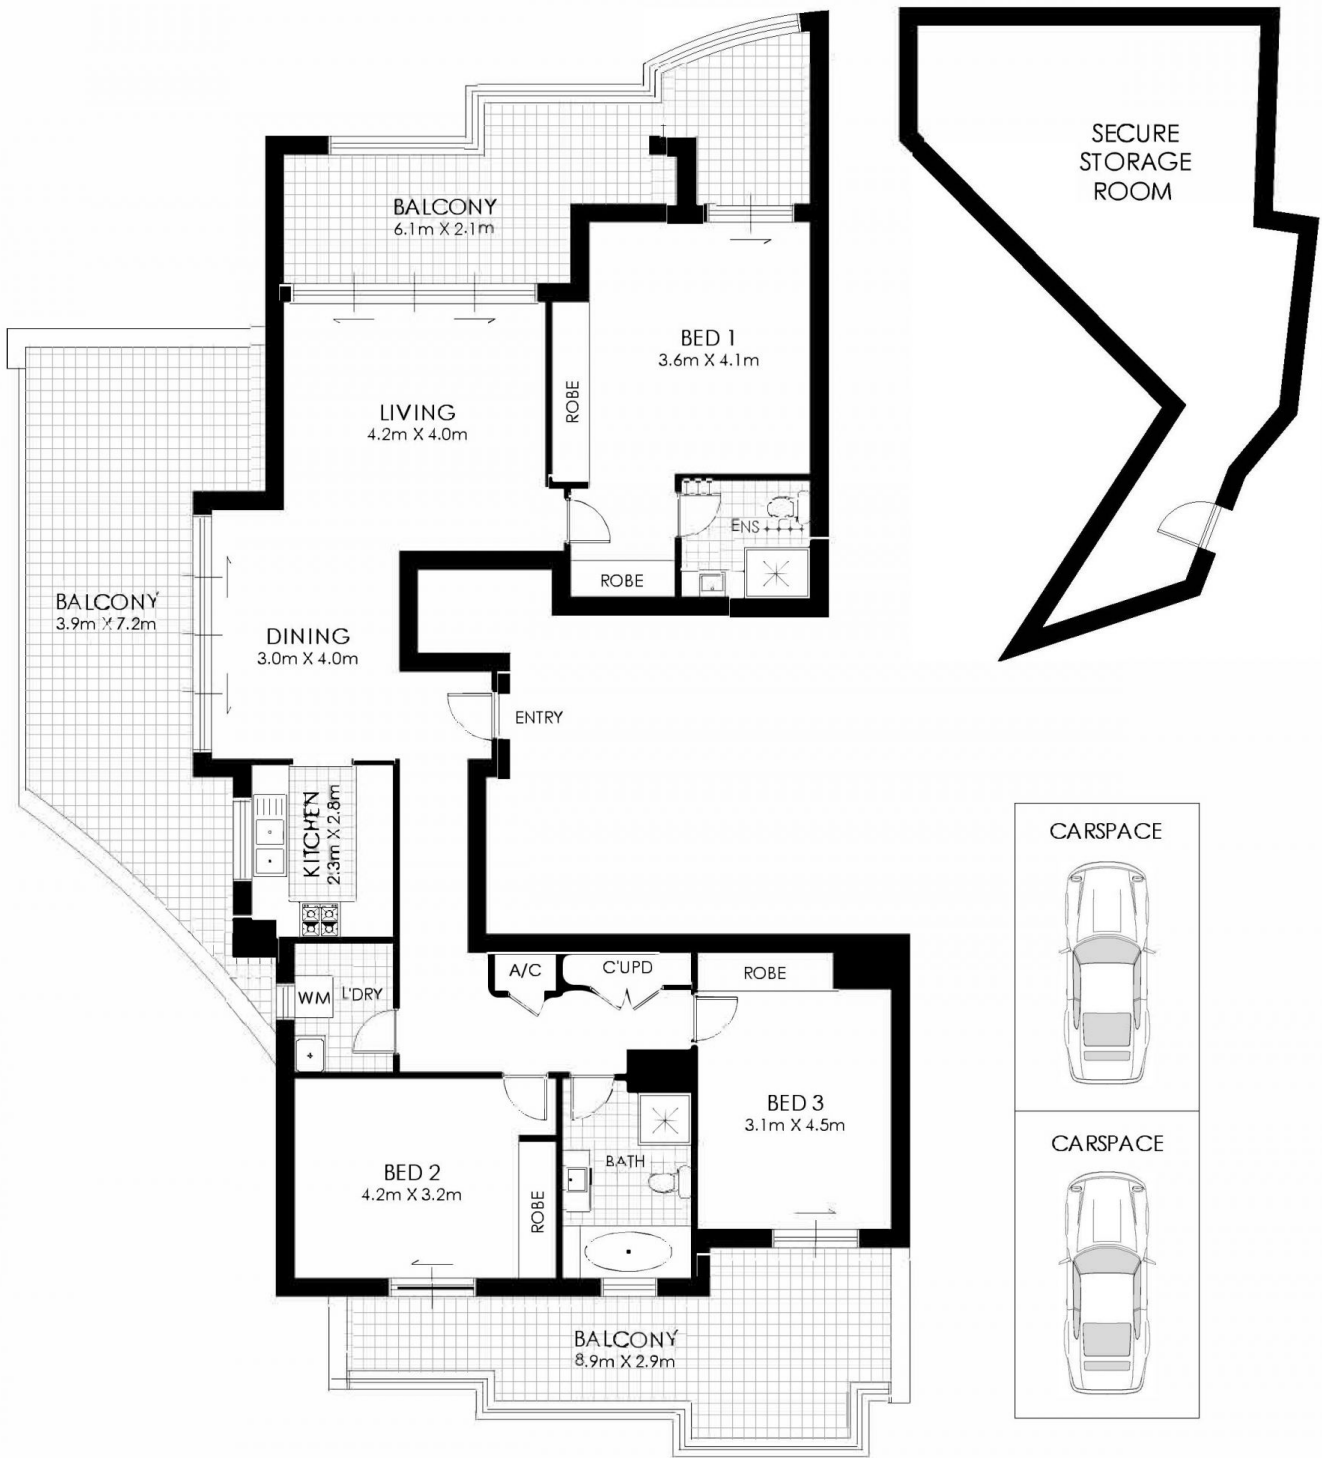 SECURE
STORAGE
ROOM
BALCONY
6.1m X 2.1m
BED 1
3.6m X 4.1m
ROBE
LIVING
4.2m X 4.0m
ENS
ROBE
BALCONY
3.9m X 7.2m
DINING
3.0m X 4.0m
ENTRY
KITCHEN
2.3m X 2.8m
CARSPACE
A/C
C'UPD
ROBE
WM
L'DRY
BED 3
3.1m X 4.5m
CARSPACE
BATH
BED 2
4.2m X 3.2m
ROBE
BALCONY
8.9m X 2.9m